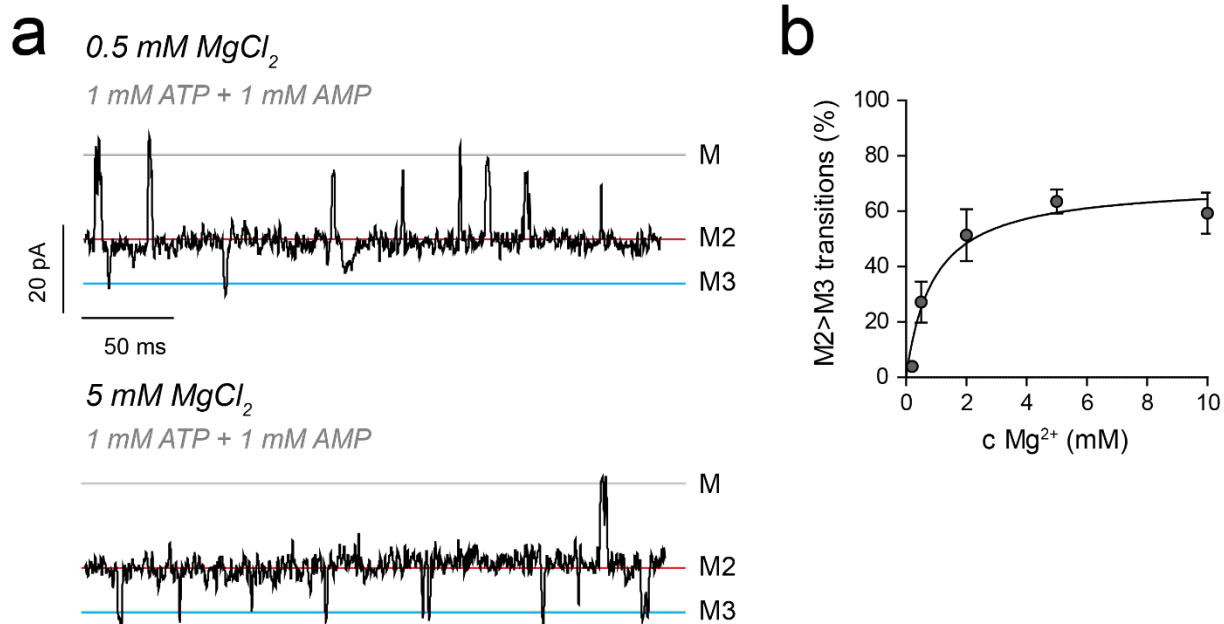 a
0.5 mM MgCl₂
1 mM ATP + 1 mM AMP
M
M2
M3
20 pA
50 ms
5 mM MgCl₂
1 mM ATP + 1 mM AMP
M
M2
M3
b
M2>M3 transitions (%)
100
80
60
40
20
0
0 2 4 6 8 10
c Mg²⁺ (mM)